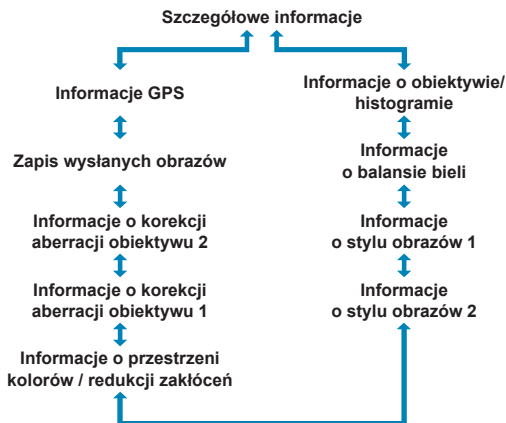 Szczegółowe informacje
Informacje GPS
Zapis wysłanych obrazów
Informacje o korekcji
aberracji obiektywu 2
Informacje o korekcji
aberracji obiektywu 1
Informacje o przestrzeni
kolorów / redukcji zakłóceń
Informacje o obiektywie/
histogramie
Informacje
o balansie bieli
Informacje
o stylu obrazów 1
Informacje
o stylu obrazów 2